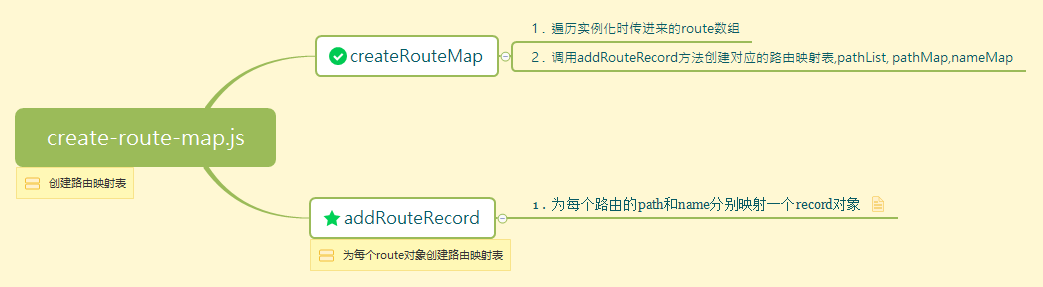 create-route-map.js
创建路由映射表
createRouteMap
1. 遍历实例化时传进来的route数组
2. 调用addRouteRecord方法创建对应的路由映射表,pathList, pathMap,nameMap
addRouteRecord
为每个route对象创建路由映射表
1. 为每个路由的path和name分别映射一个record对象